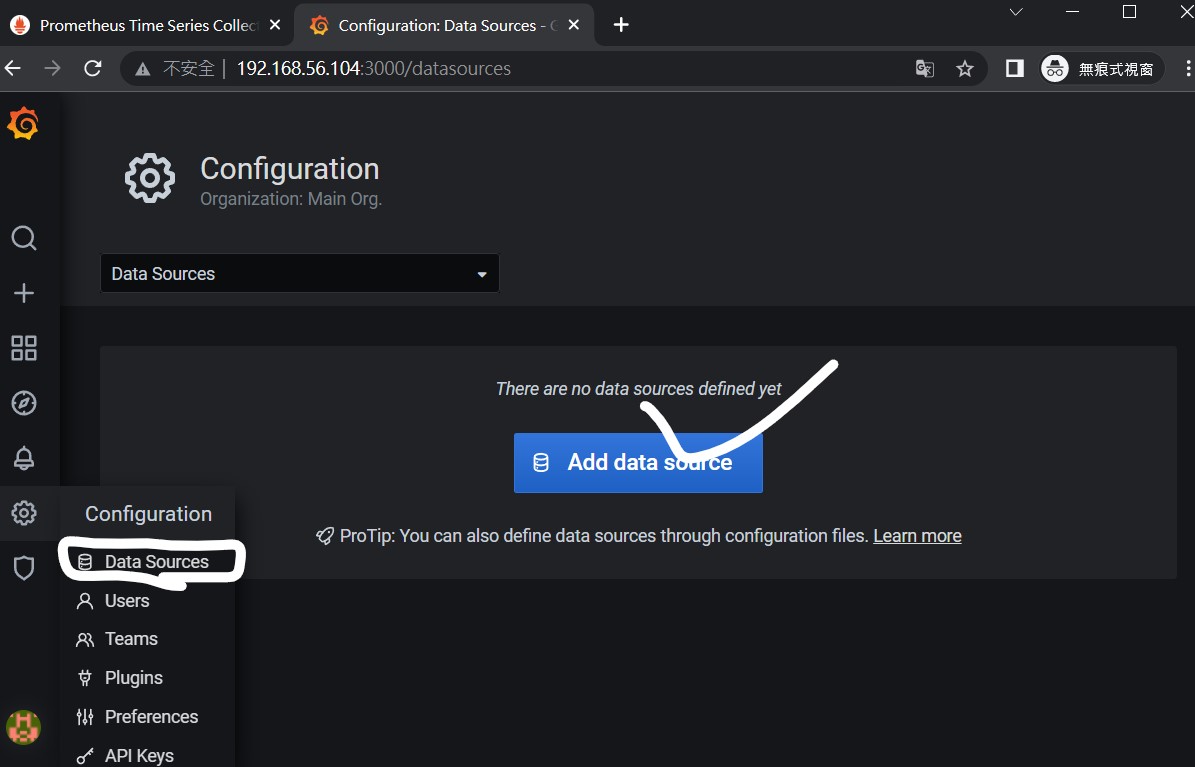 Prometheus Time Series Collec
Configuration: Data Sources - G
不安全 192.168.56.104:3000/datasources
無痕式視窗
Configuration
Organization: Main Org.
Data Sources
There are no data sources defined yet
Add data source
ProTip: You can also define data sources through configuration files. Learn more
Configuration
Data Sources
Users
Teams
Plugins
Preferences
API Keys